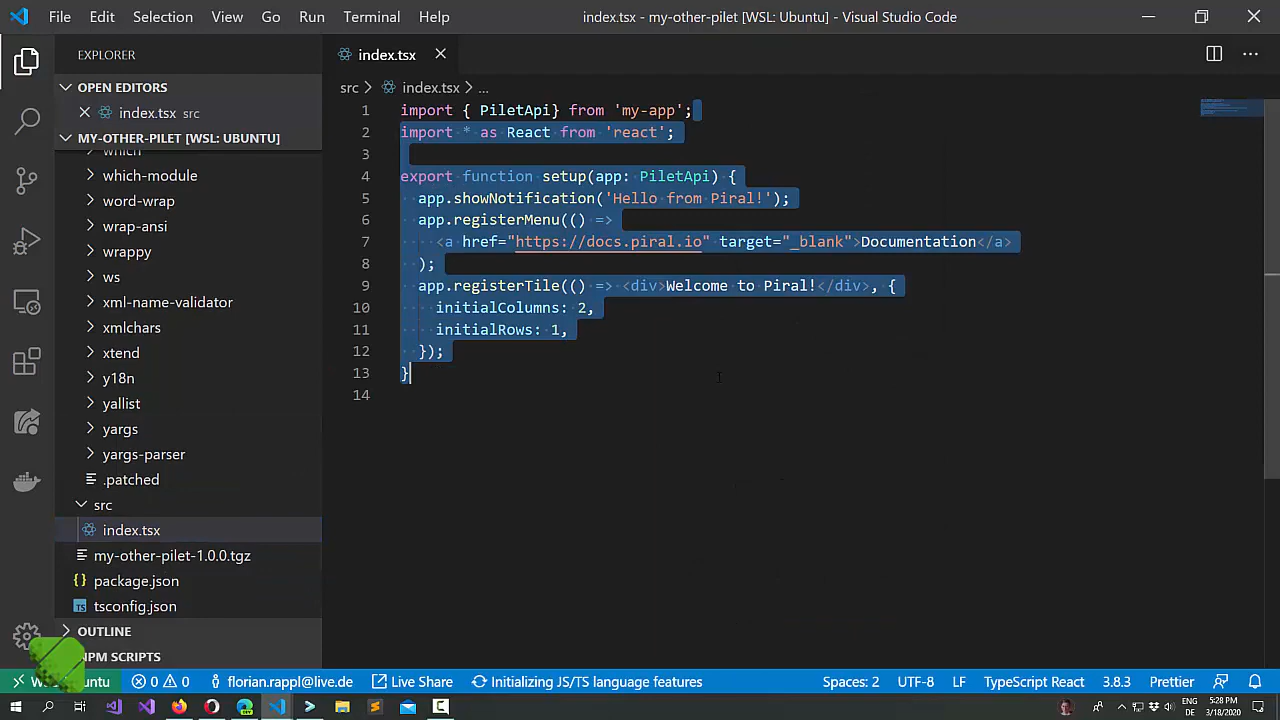 File Edit Selection View Go Run Terminal Help
index.tsx - my-other-pilet [WSL: Ubuntu] - Visual Studio Code
EXPLORER
OPEN EDITORS
index.tsx src
MY-OTHER-PILET [WSL: UBUNTU]
which
which-module
word-wrap
wrap-ansi
wrappy
ws
xml-name-validator
xmlchars
xtend
y18n
yallist
yargs
yargs-parser
.patched
src
index.tsx
my-other-pilet-1.0.0.tgz
package.json
tsconfig.json
OUTLINE
NPM SCRIPTS
index.tsx
src > index.tsx > ...
1 import { PiletApi} from 'my-app';
2 import * as React from 'react';
3
4 export function setup(app: PiletApi) {
5 app.showNotification('Hello from Piral!');
6 app.registerMenu(() =>
7 <a href="https://docs.piral.io" target="_blank">Documentation</a>
8 );
9 app.registerTile(() => <div>Welcome to Piral!</div>, {
10 initialColumns: 2,
11 initialRows: 1,
12 });
13 }
14
0 0 florian.rappl@live.de Live Share Initializing JS/TS language features Spaces: 2 UTF-8 LF TypeScript React 3.8.3 Prettier
ENG 5:28 PM
DE 3/18/2020